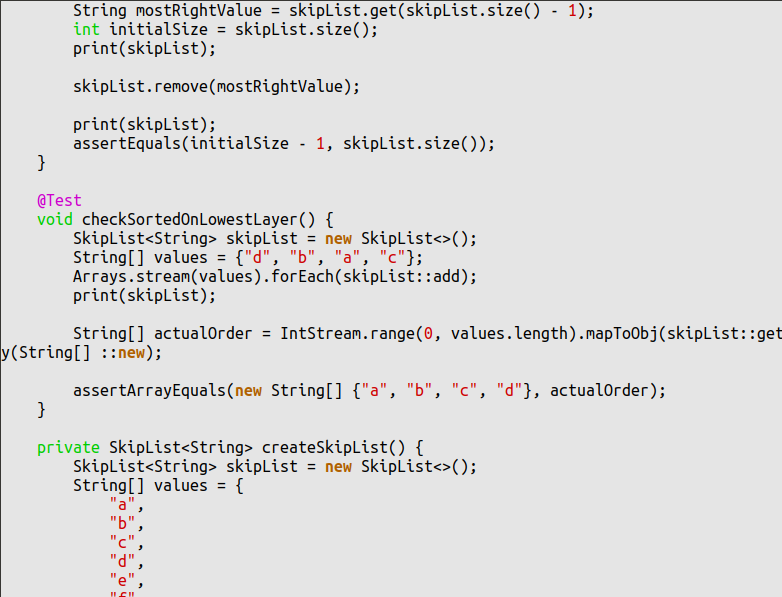 String mostRightValue = skipList.get(skipList.size() - 1);
        int initialSize = skipList.size();
        print(skipList);

        skipList.remove(mostRightValue);

        print(skipList);
        assertEquals(initialSize - 1, skipList.size());
    }

    @Test
    void checkSortedOnLowestLayer() {
        SkipList<String> skipList = new SkipList<>();
        String[] values = {"d", "b", "a", "c"};
        Arrays.stream(values).forEach(skipList::add);
        print(skipList);

        String[] actualOrder = IntStream.range(0, values.length).mapToObj(skipList::get
y(String[] ::new);

        assertArrayEquals(new String[] {"a", "b", "c", "d"}, actualOrder);
    }

    private SkipList<String> createSkipList() {
        SkipList<String> skipList = new SkipList<>();
        String[] values = {
            "a",
            "b",
            "c",
            "d",
            "e",